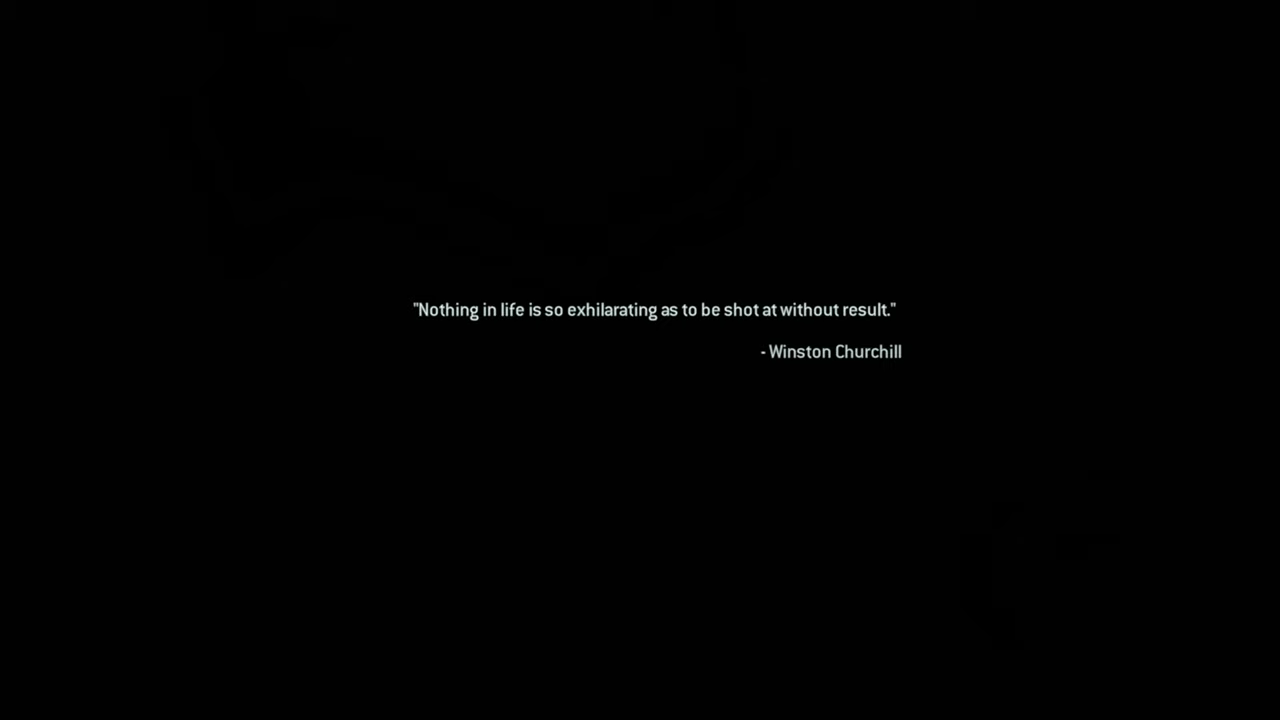 "Nothing in life is so exhilarating as to be shot at without result."
- Winston Churchill